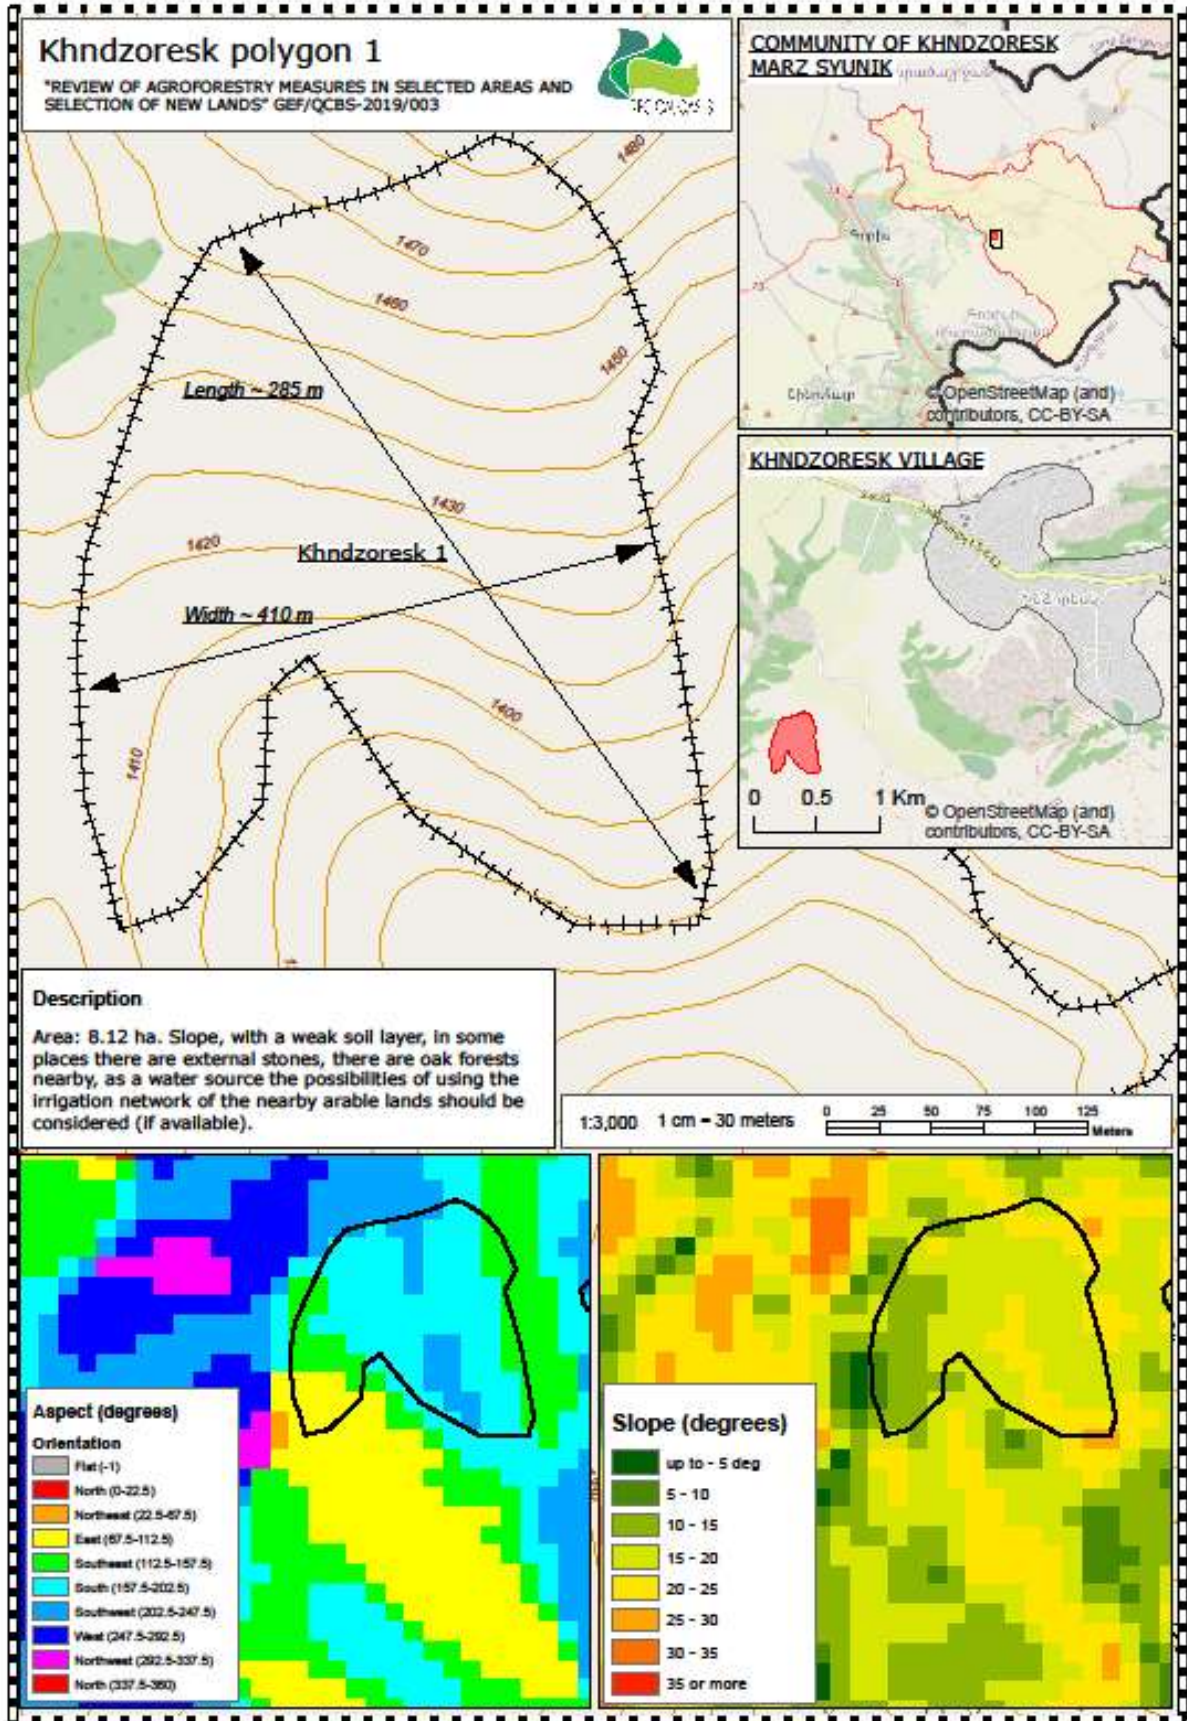 Khndzoresk polygon 1
"REVIEW OF AGROFORESTRY MEASURES IN SELECTED AREAS AND
SELECTION OF NEW LANDS" GEF/QCBS-2019/003
COMMUNITY OF KHNDZORESK
MARZ SYUNIK
Գորիս
© OpenStreetMap (and)
contributors, CC-BY-SA
1480
1470
1460
1450
Length ~ 285 m
1430
1420
Khndzoresk 1
Width ~ 410 m
1400
1410
KHNDZORESK VILLAGE
0 0.5 1 Km
© OpenStreetMap (and)
contributors, CC-BY-SA
Description
Area: 8.12 ha. Slope, with a weak soil layer, in some
places there are external stones, there are oak forests
nearby, as a water source the possibilities of using the
irrigation network of the nearby arable lands should be
considered (if available).
1:3,000 1 cm = 30 meters
0 25 50 75 100 125
Meters
Aspect (degrees)
Orientation
Flat (-1)
North (0-22.5)
Northeast (22.5-67.5)
East (67.5-112.5)
Southeast (112.5-157.5)
South (157.5-202.5)
Southwest (202.5-247.5)
West (247.5-292.5)
Northwest (292.5-337.5)
North (337.5-360)
Slope (degrees)
up to - 5 deg
5 - 10
10 - 15
15 - 20
20 - 25
25 - 30
30 - 35
35 or more